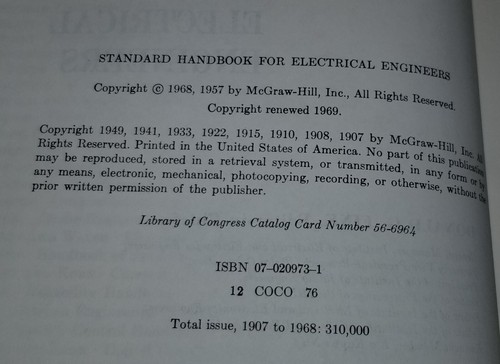 STANDARD HANDBOOK FOR ELECTRICAL ENGINEERS
Copyright © 1968, 1957 by McGraw-Hill, Inc., All Rights Reserved.
Copyright renewed 1969.
Copyright 1949, 1941, 1933, 1922, 1915, 1910, 1908, 1907 by McGraw-Hill, Inc. All
Rights Reserved. Printed in the United States of America. No part of this publication
may be reproduced, stored in a retrieval system, or transmitted, in any form or by
any means, electronic, mechanical, photocopying, recording, or otherwise, without the
prior written permission of the publisher.
Library of Congress Catalog Card Number 56-6964
ISBN 07-020973-1
12 COCO 76
Total issue, 1907 to 1968: 310,000